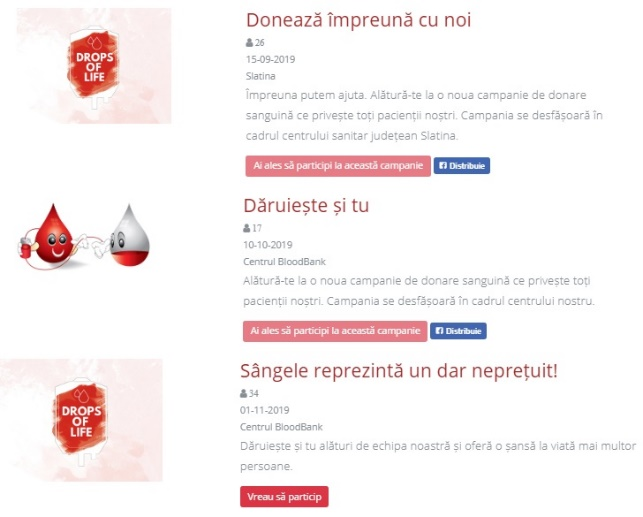 DROPS
OF
LIFE
Donează împreună cu noi
26
15-09-2019
Slatina
Împreuna putem ajuta. Alătură-te la o noua campanie de donare
sanguină ce privește toți pacienții noștri. Campania se desfășoară în
cadrul centrului sanitar județean Slatina.
Ai ales să participi la această campanie
Distribuie
Dăruiește și tu
17
10-10-2019
Centrul BloodBank
Alătură-te la o noua campanie de donare sanguină ce privește toți
pacienții noștri. Campania se desfășoară în cadrul centrului nostru.
Ai ales să participi la această campanie
Distribuie
DROPS
OF
LIFE
Sângele reprezintă un dar neprețuit!
34
01-11-2019
Centrul BloodBank
Dăruiește și tu alături de echipa noastră și oferă o șansă la viată mai multor
persoane.
Vreau să particip